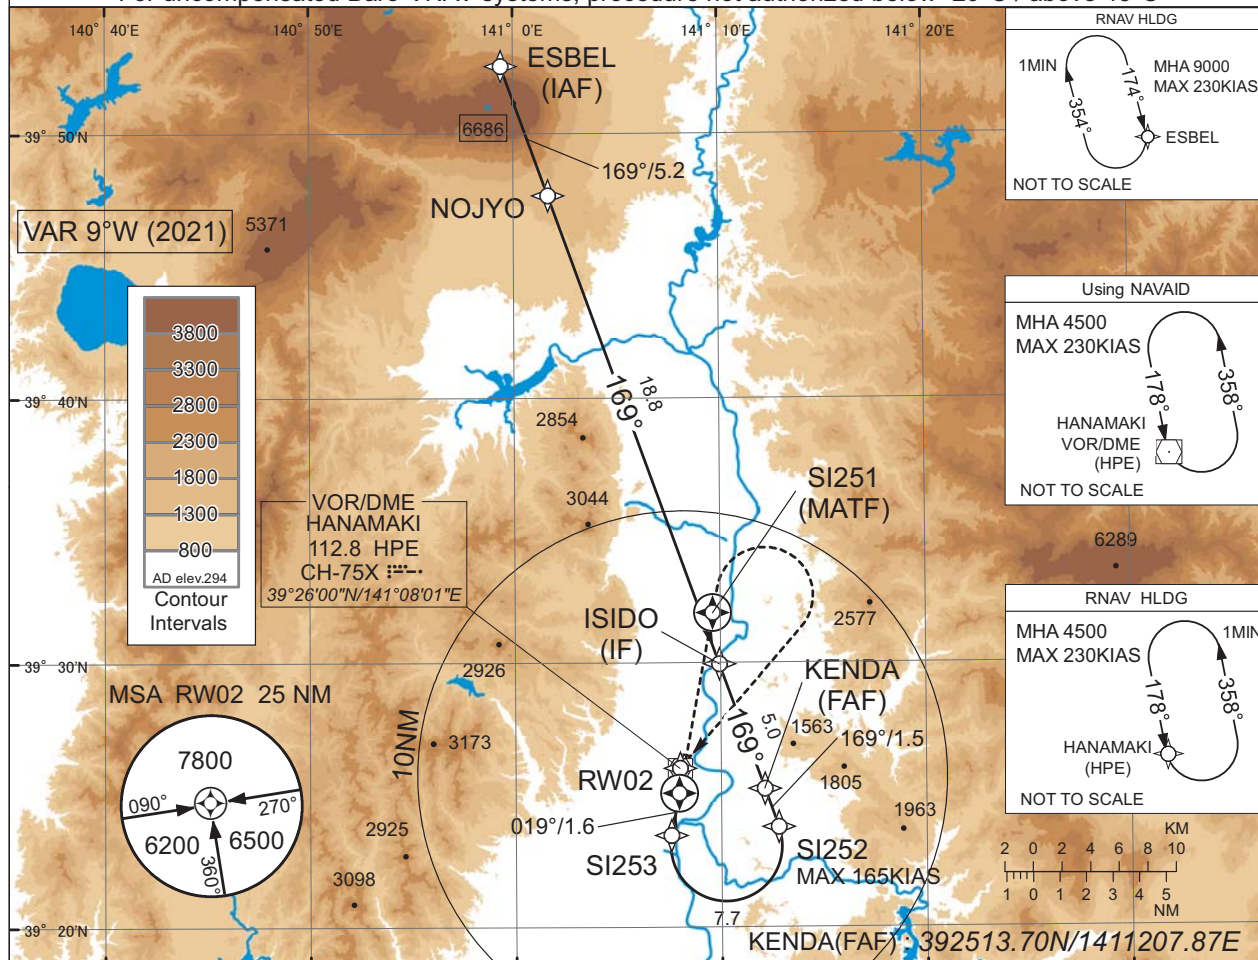 140° 40'E
140° 50'E
141° 0'E
141° 10'E
141° 20'E
ESBEL
(IAF)
6686
39° 50'N
169°/5.2
NOJYO
VAR 9°W (2021)
5371
3800
3300
2800
2300
1800
1300
800
AD elev.294
Contour
Intervals
39° 40'N
18.8
169°
2854
3044
VOR/DME
HANAMAKI
112.8 HPE
CH-75X
39°26'00"N/141°08'01"E
SI251
(MATF)
ISIDO
(IF)
2577
39° 30'N
2926
KENDA
(FAF)
MSA RW02 25 NM
7800
090°
270°
6200
6500
360°
10NM
3173
5.0
169°
1563
169°/1.5
1805
RW02
1963
019°/1.6
2925
SI253
SI252
MAX 165KIAS
3098
7.7
39° 20'N
KENDA(FAF) : 392513.70N/1411207.87E
RNAV HLDG
1MIN
174°
354°
MHA 9000
MAX 230KIAS
ESBEL
NOT TO SCALE
Using NAVAID
MHA 4500
MAX 230KIAS
178°
358°
HANAMAKI
VOR/DME
(HPE)
NOT TO SCALE
6289
RNAV HLDG
MHA 4500
MAX 230KIAS
1MIN
178°
358°
HANAMAKI
(HPE)
NOT TO SCALE
KM
2 0 2 4 6 8 10
1 0 1 2 3 4 5
NM